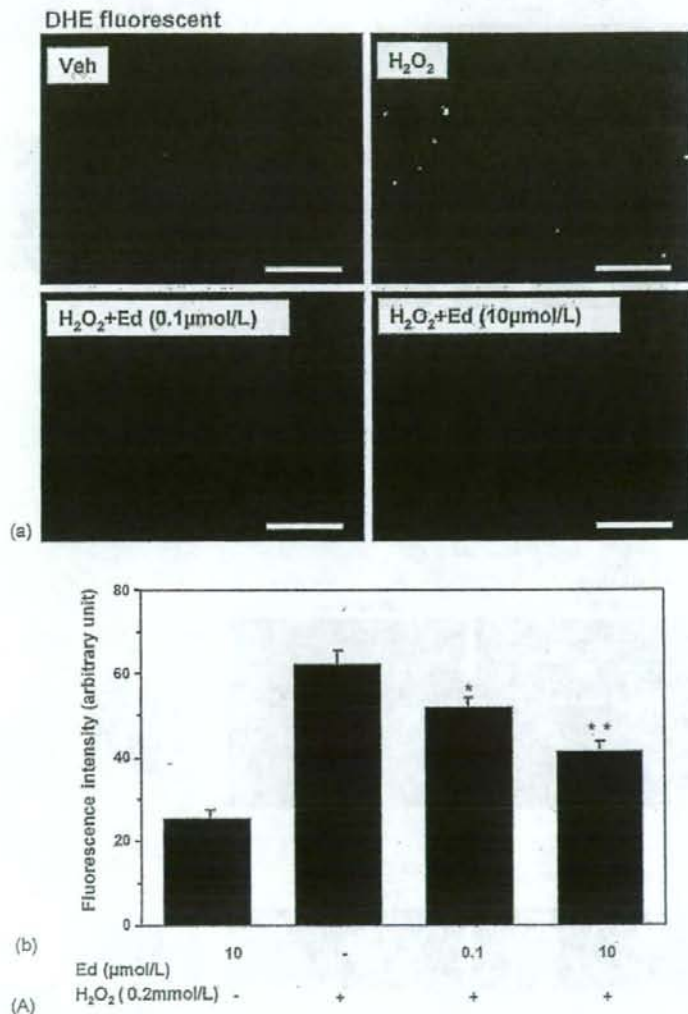 DHE fluorescent
Veh
H₂O₂
H₂O₂+Ed (0.1µmol/L)
H₂O₂+Ed (10µmol/L)
(a)
Fluorescence intensity (arbitrary unit)
80
60
40
20
0
*
**
(b)
10 - 0.1 10
Ed (µmol/L)
H₂O₂ (0.2mmol/L) - + + +
(A)